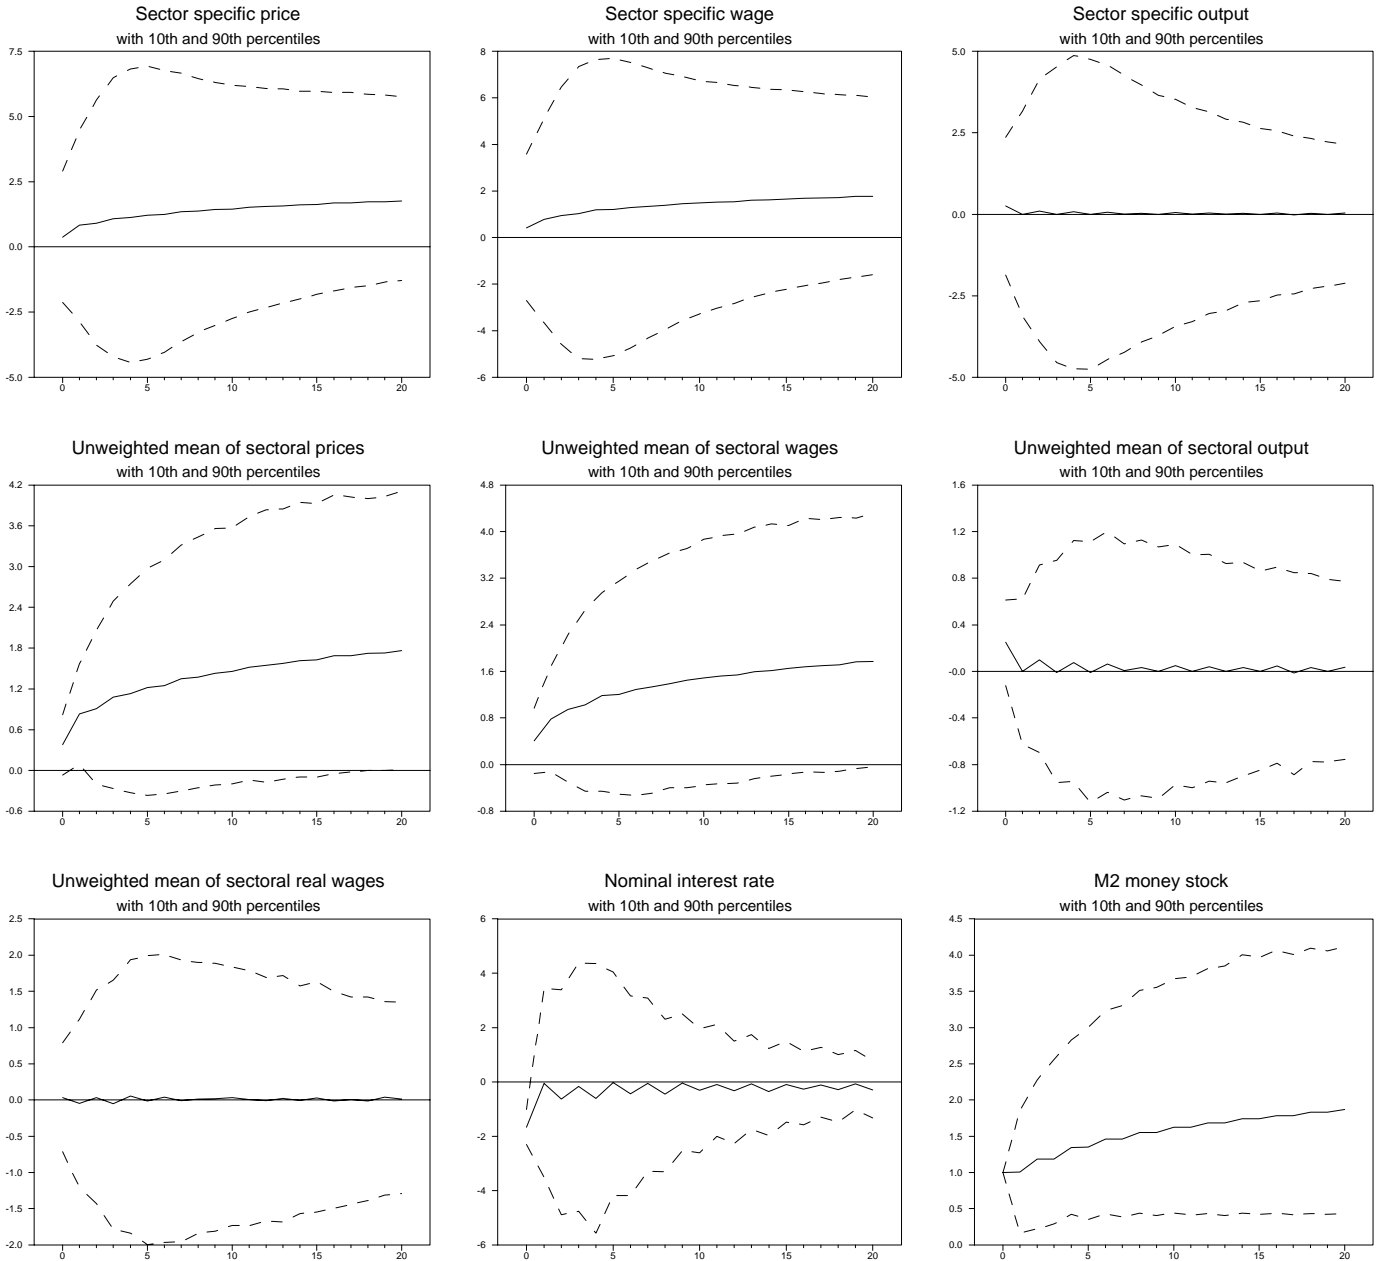 Sector specific price
with 10th and 90th percentiles
7.5
5.0
2.5
0.0
-2.5
-5.0
0 5 10 15 20
Sector specific wage
with 10th and 90th percentiles
8
6
4
2
0
-2
-4
-6
0 5 10 15 20
Sector specific output
with 10th and 90th percentiles
5.0
2.5
0.0
-2.5
-5.0
0 5 10 15 20
Unweighted mean of sectoral prices
with 10th and 90th percentiles
4.2
3.6
3.0
2.4
1.8
1.2
0.6
0.0
-0.6
0 5 10 15 20
Unweighted mean of sectoral wages
with 10th and 90th percentiles
4.8
4.0
3.2
2.4
1.6
0.8
0.0
-0.8
0 5 10 15 20
Unweighted mean of sectoral output
with 10th and 90th percentiles
1.6
1.2
0.8
0.4
-0.0
-0.4
-0.8
-1.2
0 5 10 15 20
Unweighted mean of sectoral real wages
with 10th and 90th percentiles
2.5
2.0
1.5
1.0
0.5
0.0
-0.5
-1.0
-1.5
-2.0
0 5 10 15 20
Nominal interest rate
with 10th and 90th percentiles
6
4
2
0
-2
-4
-6
0 5 10 15 20
M2 money stock
with 10th and 90th percentiles
4.5
4.0
3.5
3.0
2.5
2.0
1.5
1.0
0.5
0.0
0 5 10 15 20